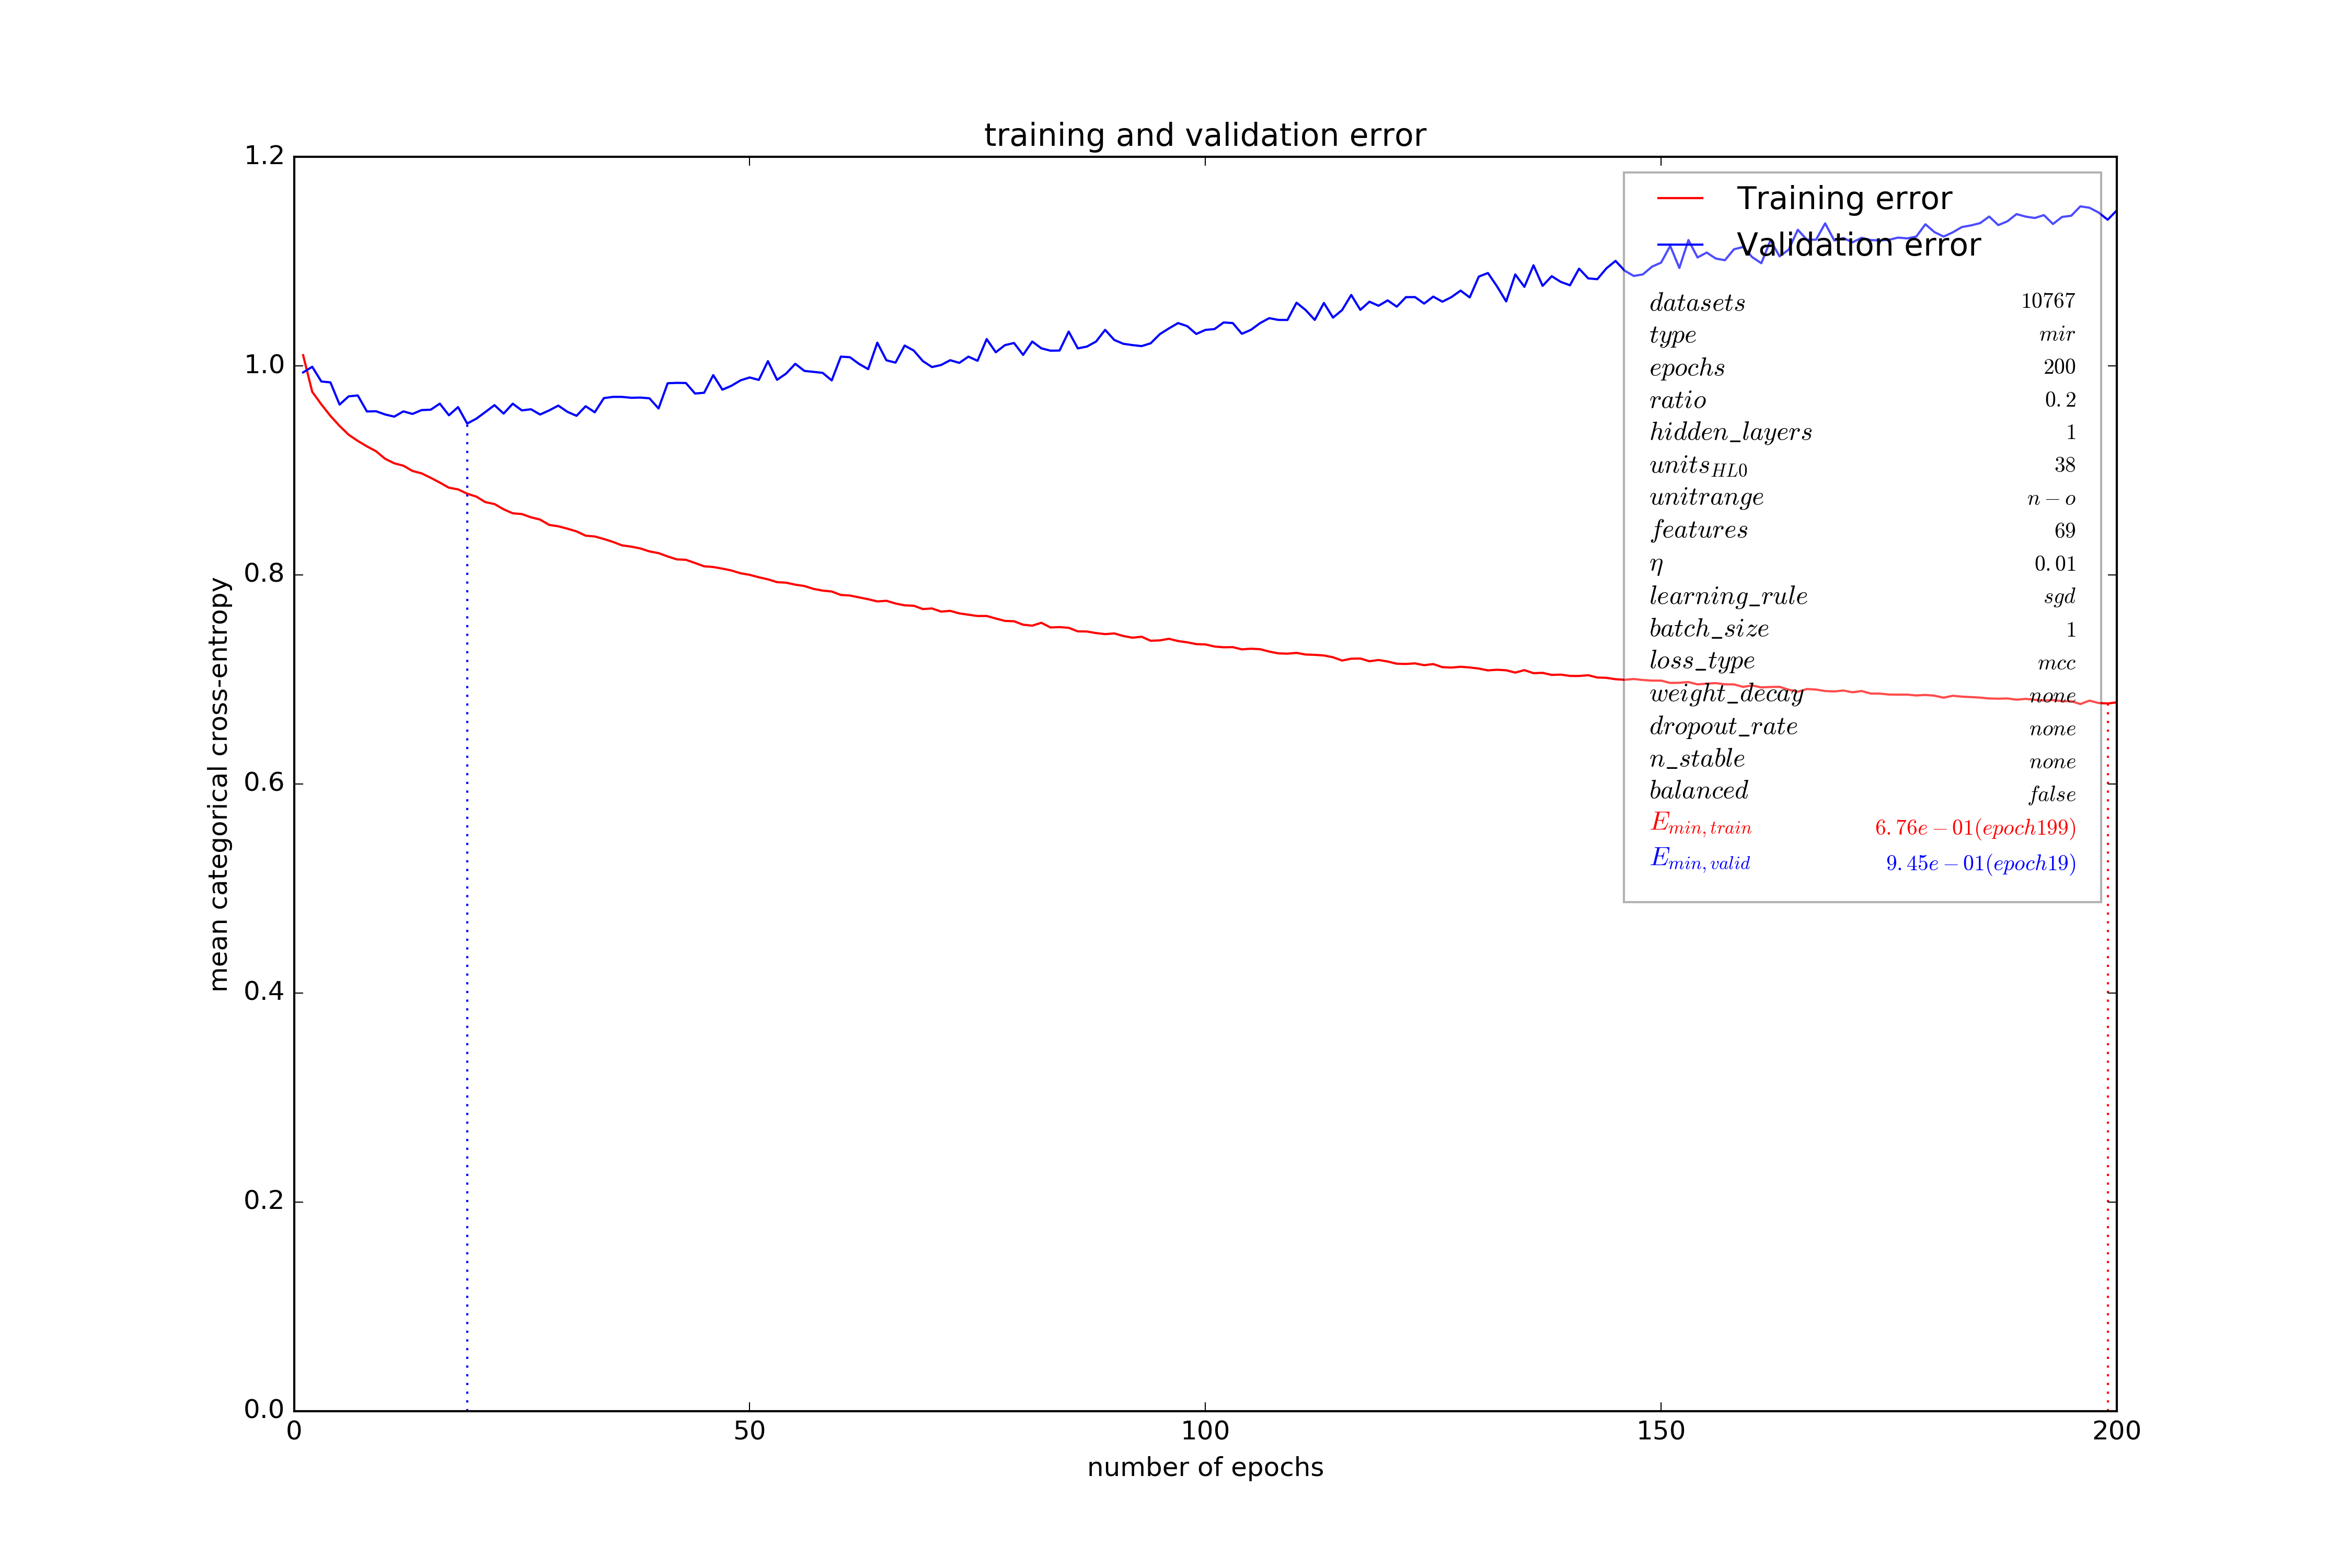 training and validation error
1.2
1.0
0.8
0.6
0.4
0.2
0.0
mean categorical cross-entropy
Training error
Validation error
datasets 10767
type mir
epochs 200
ratio 0.2
hidden_layers 1
units_HL0 38
unitrange n − o
features 69
η 0.01
learning_rule sgd
batch_size 1
loss_type mcc
weight_decay none
dropout_rate none
n_stable none
balanced false
E_min,train 6.76e − 01(epoch199)
E_min,valid 9.45e − 01(epoch19)
0 50 100 150 200
number of epochs